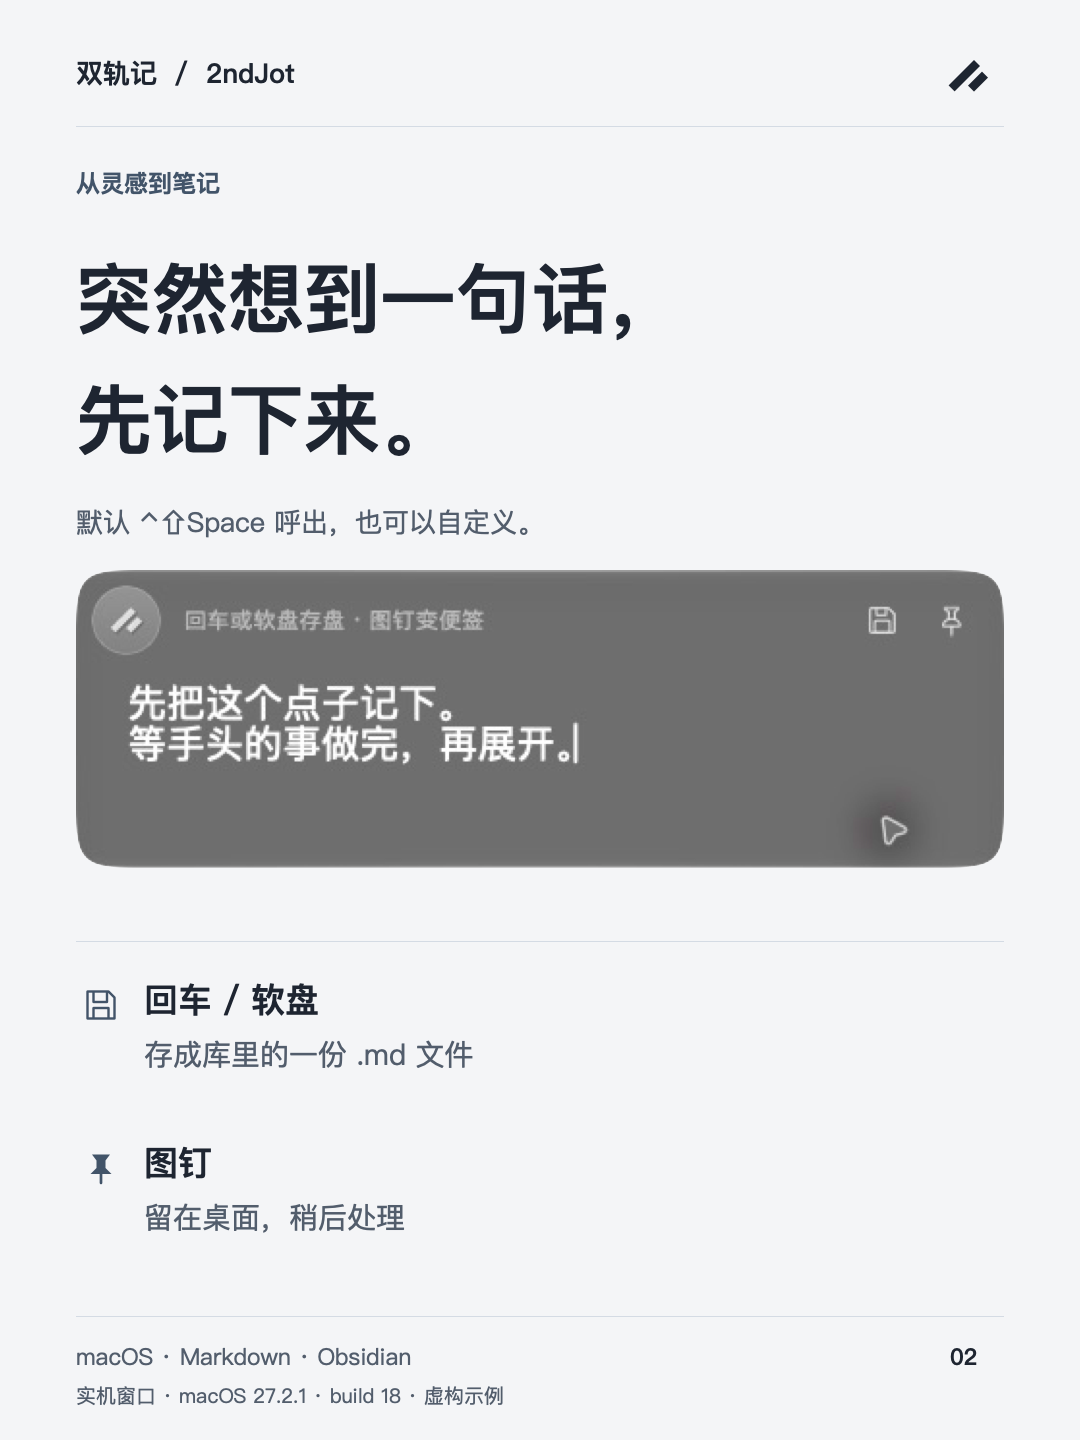 双轨记 / 2ndJot
从灵感到笔记
突然想到一句话，
先记下来。
默认 ⌃⇧Space 呼出，也可以自定义。
回车或软盘存盘 · 图钉变便签
先把这个点子记下。
等手头的事做完，再展开。
回车 / 软盘
存成库里的一份 .md 文件
图钉
留在桌面，稍后处理
macOS · Markdown · Obsidian
02
实机窗口 · macOS 27.2.1 · build 18 · 虚构示例